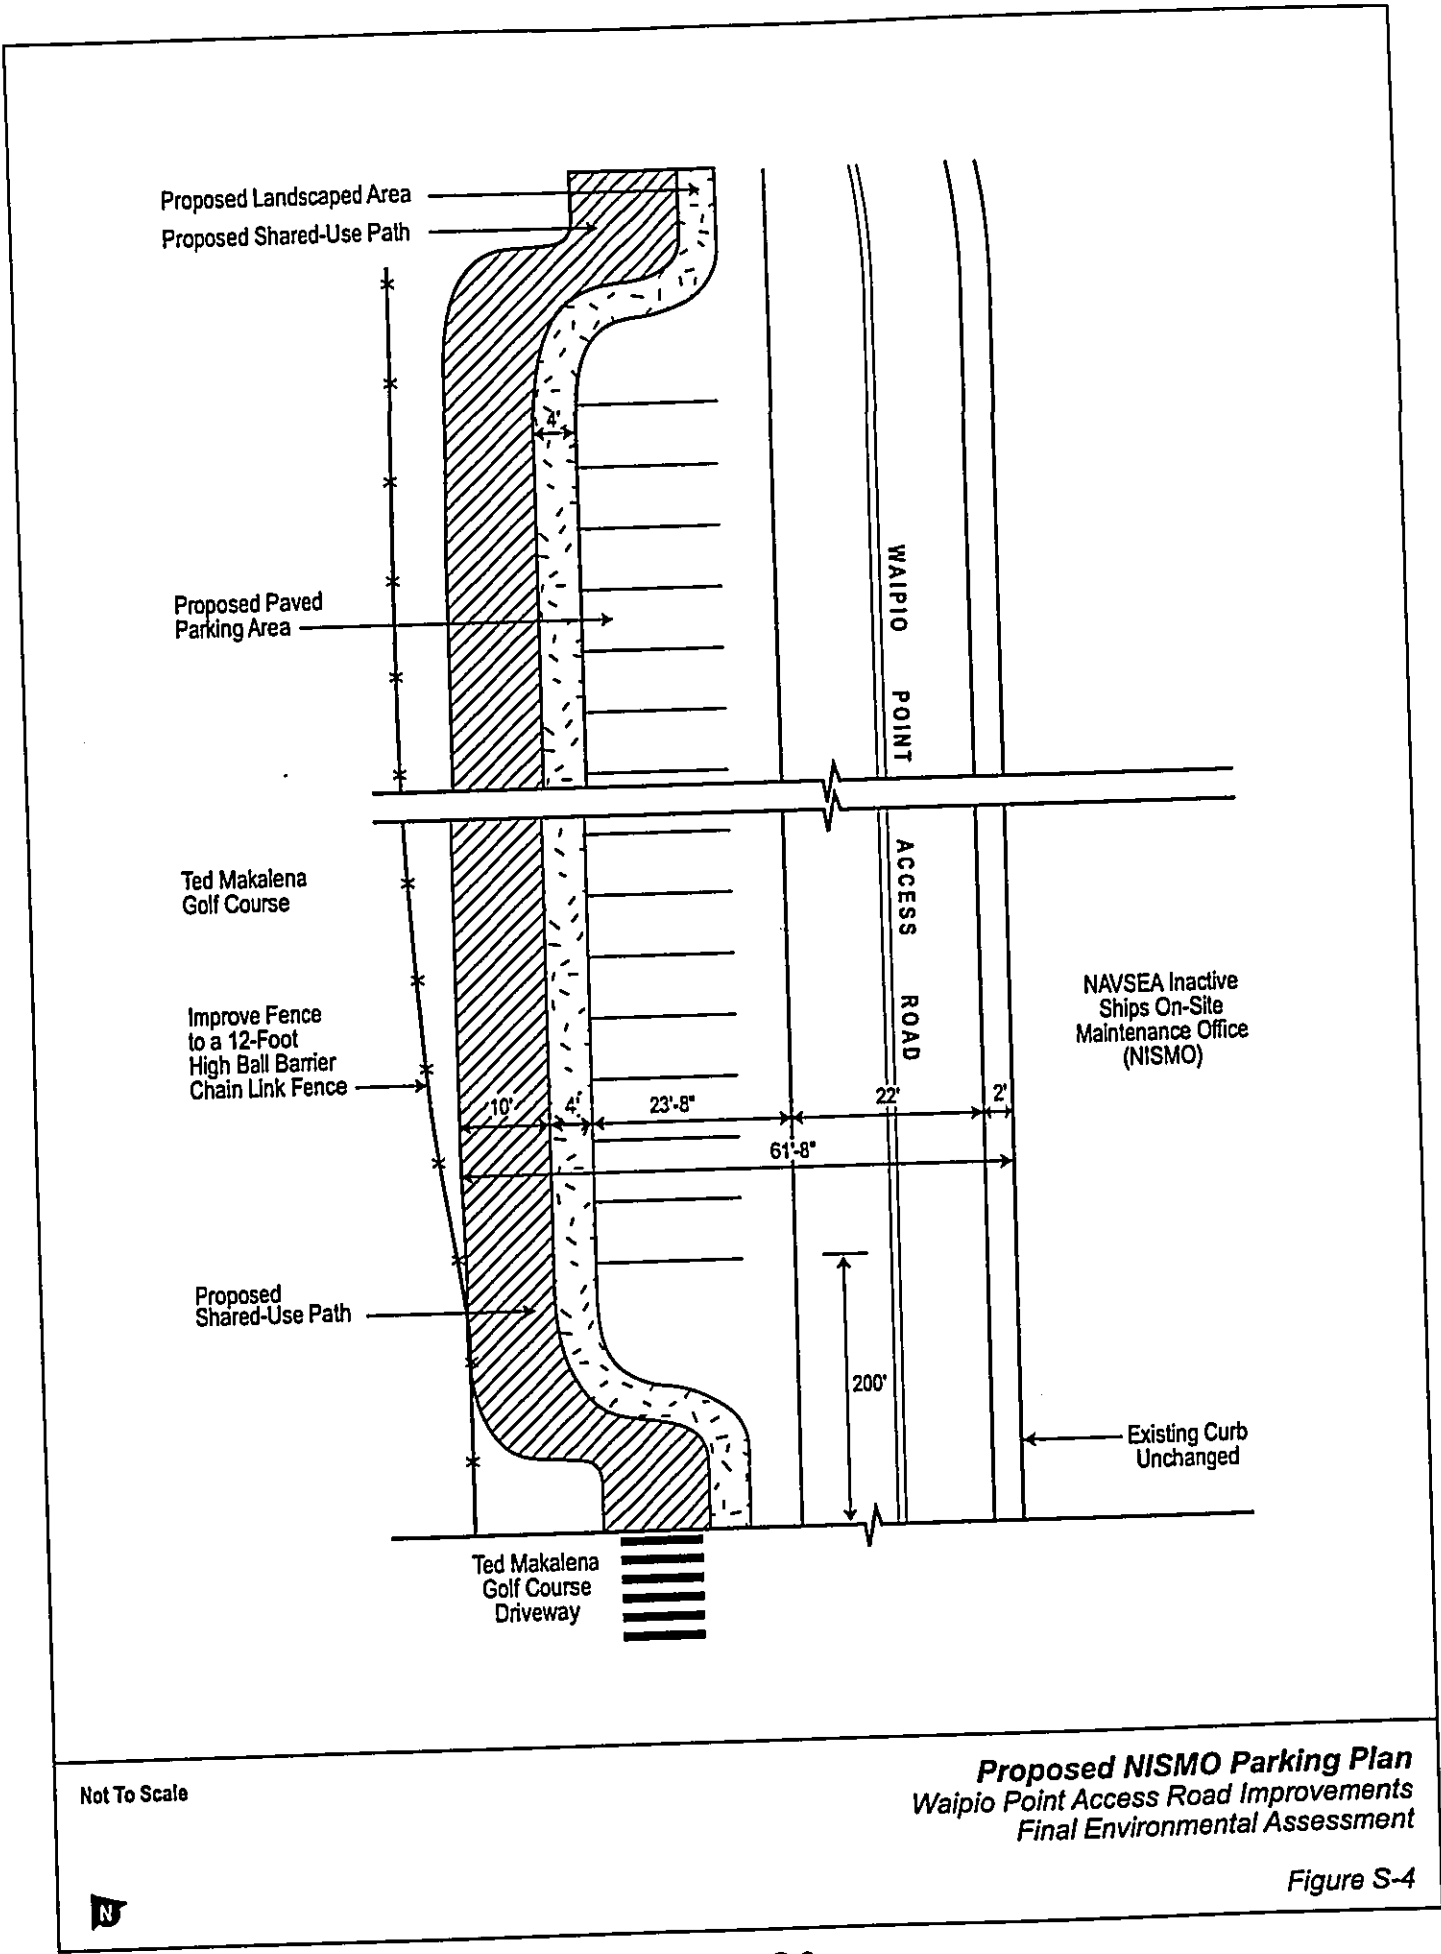 Proposed Landscaped Area
Proposed Shared-Use Path
4'
WAIPIO POINT ACCESS ROAD
Proposed Paved
Parking Area
Ted Makalena
Golf Course
Improve Fence
to a 12-Foot
High Ball Barrier
Chain Link Fence
NAVSEA Inactive
Ships On-Site
Maintenance Office
(NISMO)
10'
4'
23'-8"
22'
2'
61'-8"
Proposed
Shared-Use Path
200'
Existing Curb
Unchanged
Ted Makalena
Golf Course
Driveway
Not To Scale
Proposed NISMO Parking Plan
Waipio Point Access Road Improvements
Final Environmental Assessment
Figure S-4
N